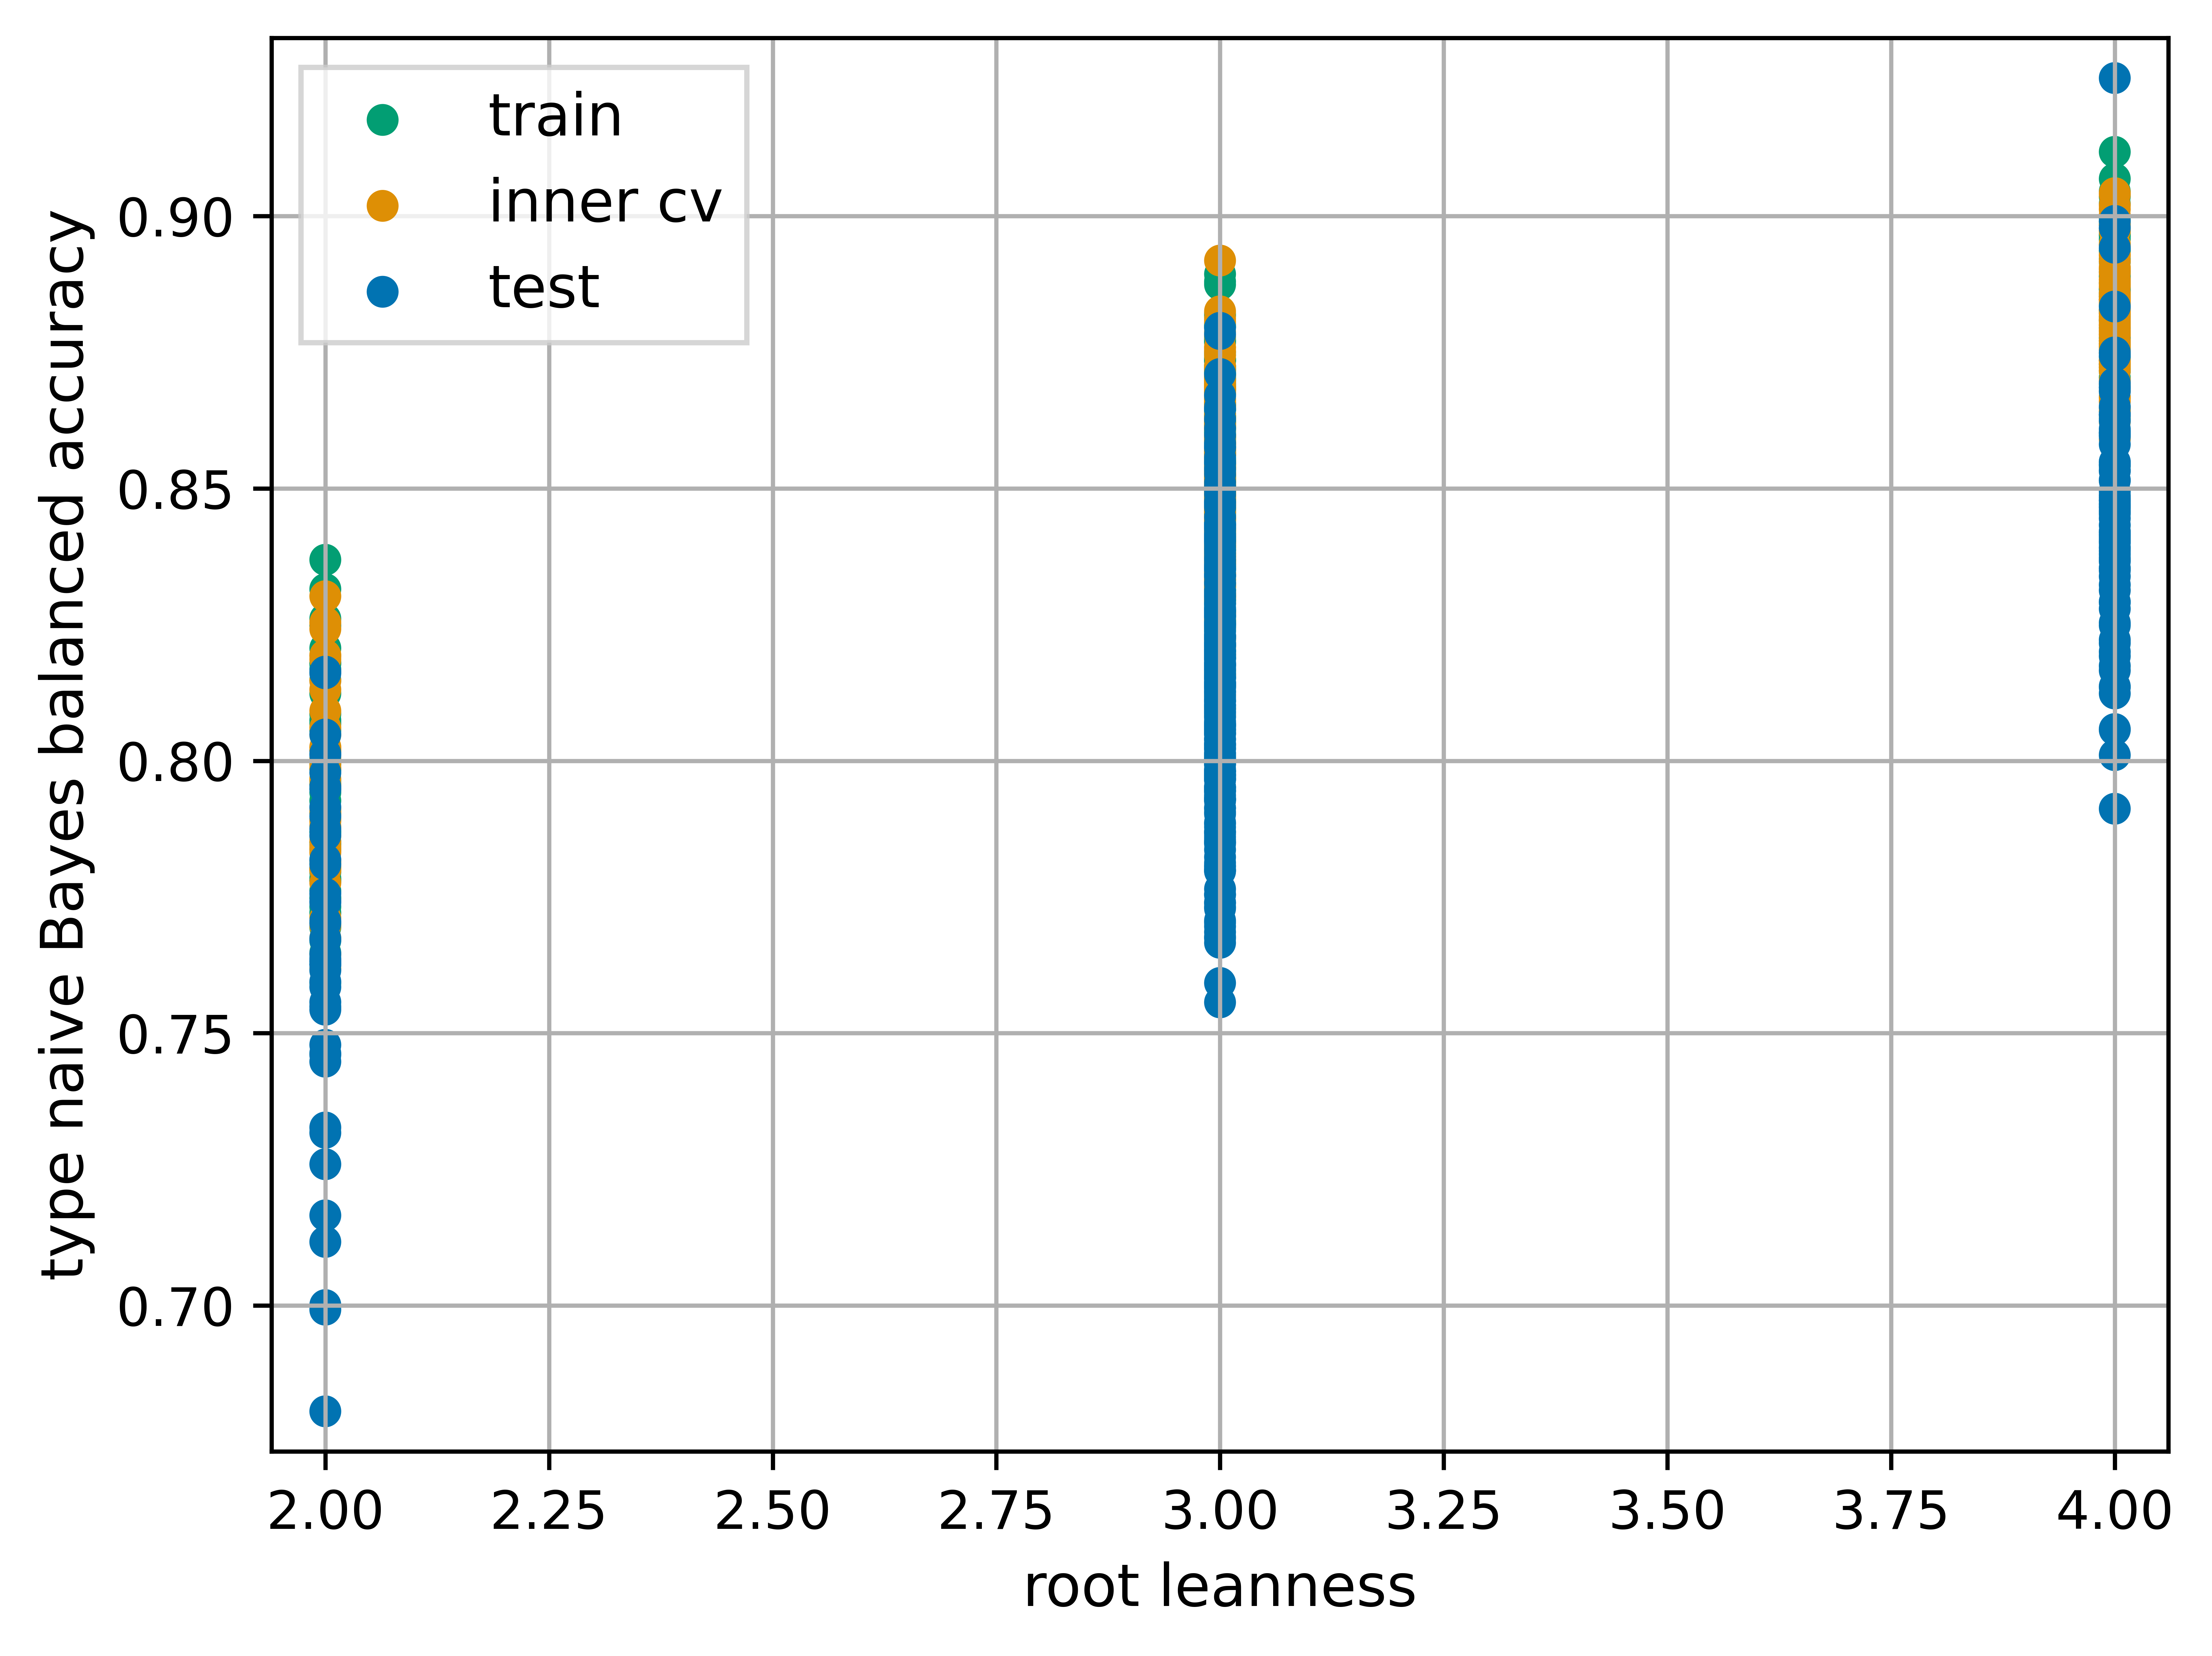 train
inner cv
test
0.90
0.85
0.80
0.75
0.70
type naive Bayes balanced accuracy
2.00 2.25 2.50 2.75 3.00 3.25 3.50 3.75 4.00
root leanness